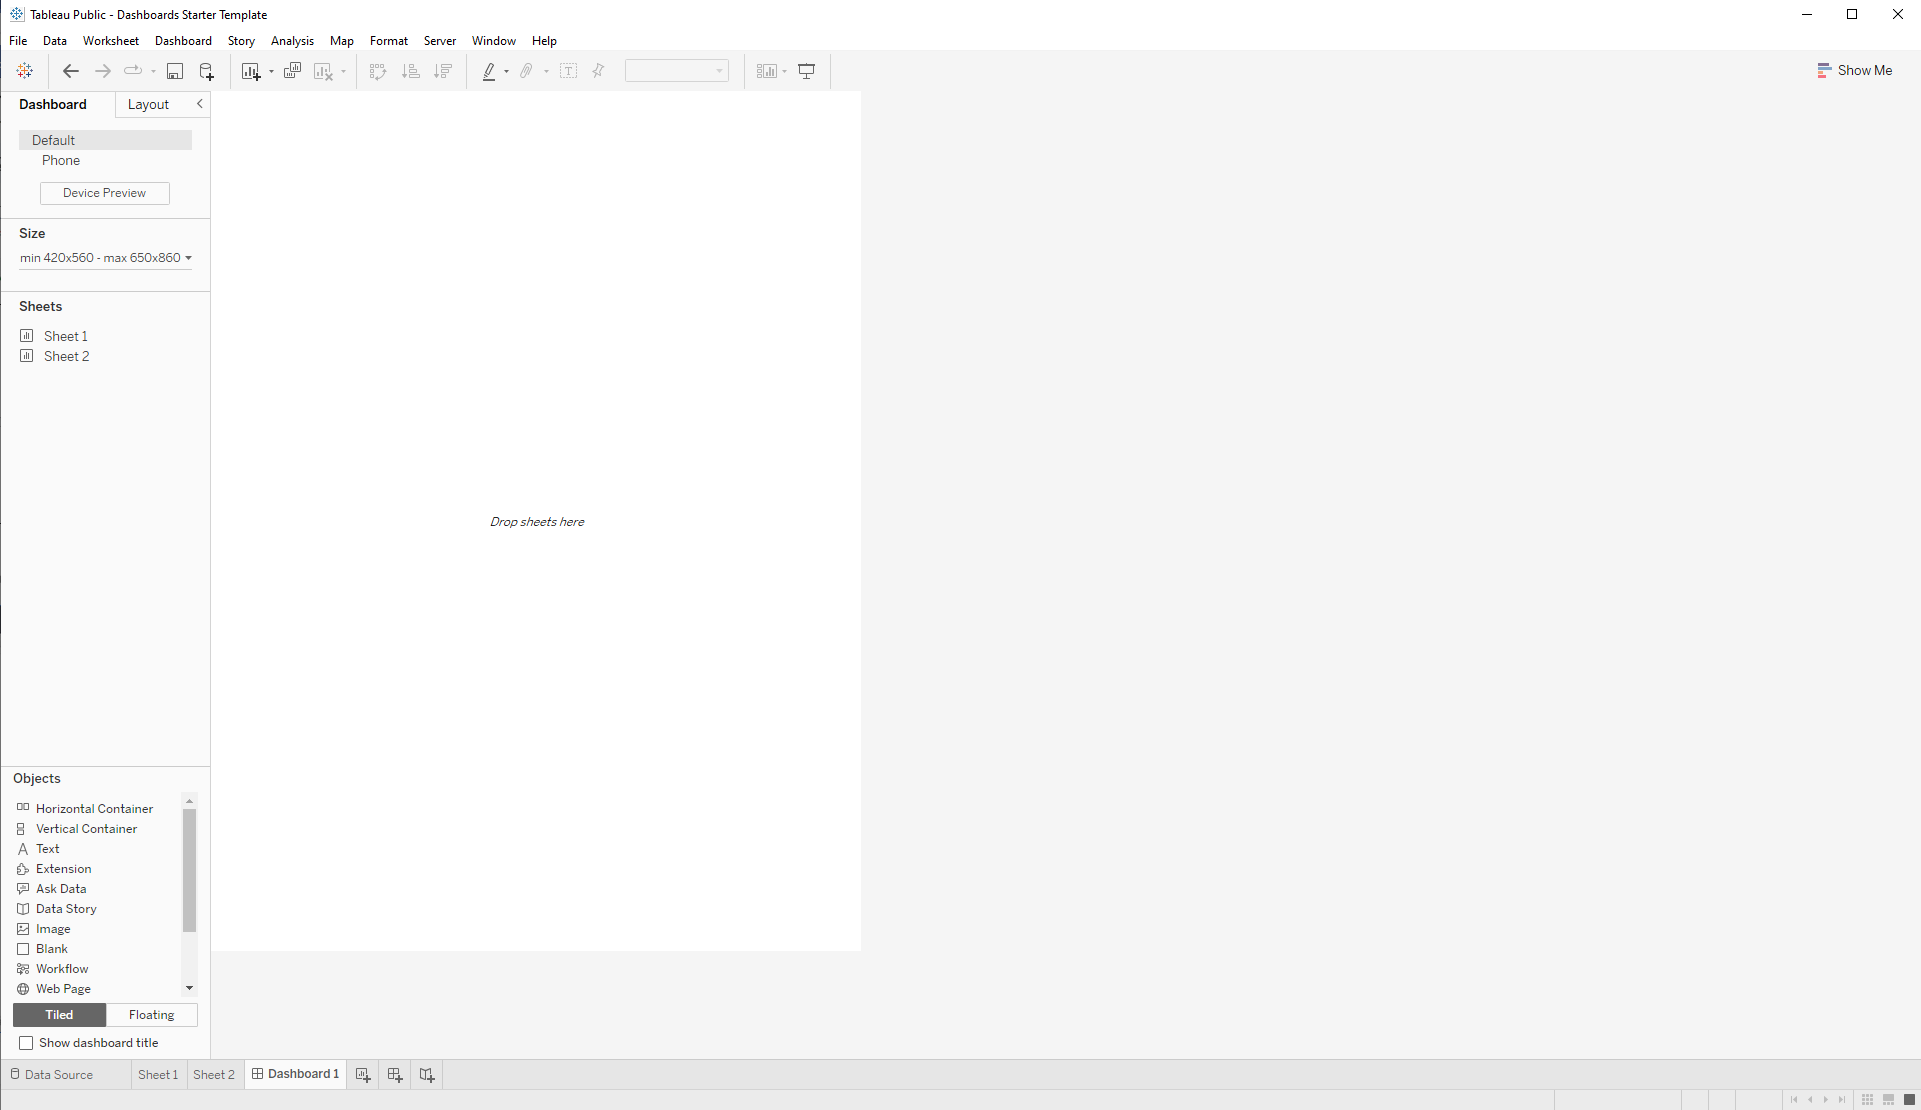 Tableau Public - Dashboards Starter Template
File Data Worksheet Dashboard Story Analysis Map Format Server Window Help
Show Me
Dashboard Layout
Default
Phone
Device Preview
Size
min 420x560 - max 650x860
Sheets
Sheet 1
Sheet 2
Drop sheets here
Objects
Horizontal Container
Vertical Container
Text
Extension
Ask Data
Data Story
Image
Blank
Workflow
Web Page
Tiled Floating
Show dashboard title
Data Source Sheet 1 Sheet 2 Dashboard 1